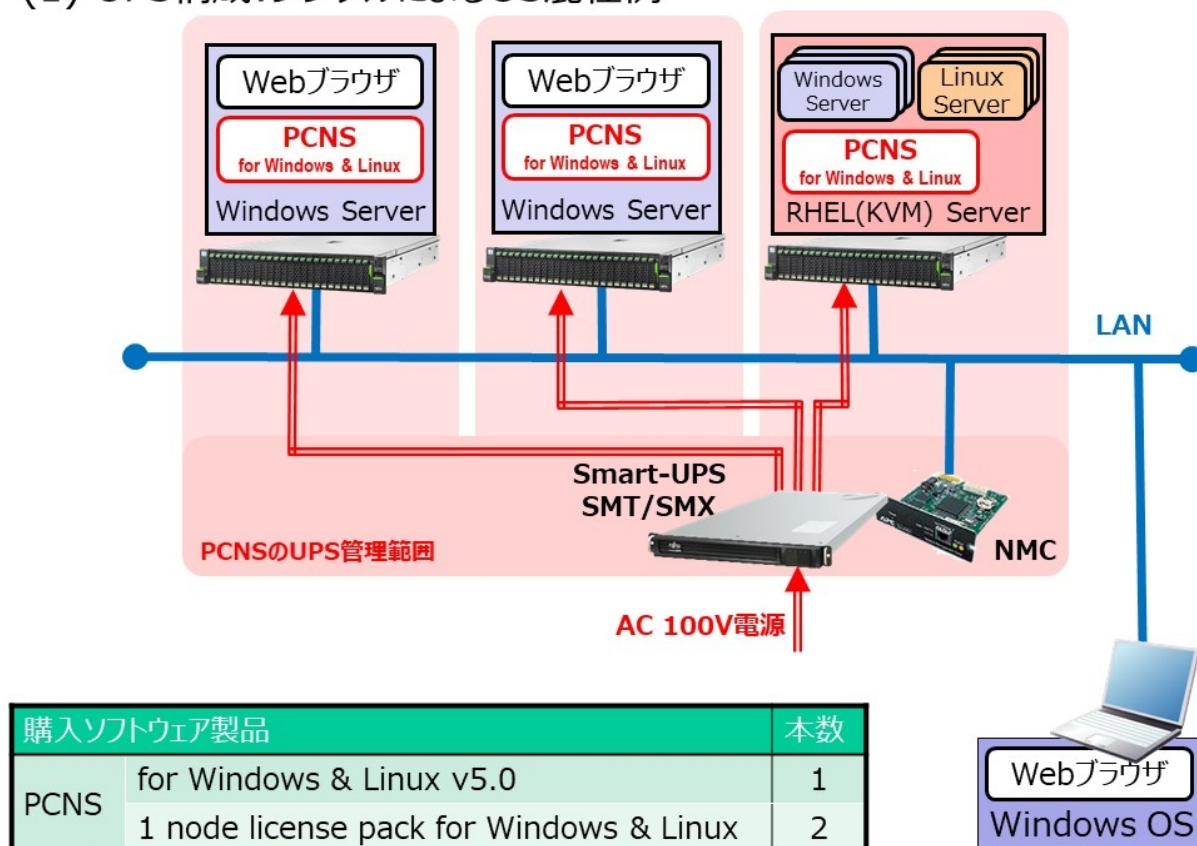 Webブラウザ
PCNS
for Windows & Linux
Windows Server
Webブラウザ
PCNS
for Windows & Linux
Windows Server
Windows
Server
Linux
Server
PCNS
for Windows & Linux
RHEL(KVM) Server
LAN
Smart-UPS
SMT/SMX
NMC
PCNSのUPS管理範囲
AC 100V電源
購入ソフトウェア製品 本数
PCNS
for Windows & Linux v5.0 1
1 node license pack for Windows & Linux 2
Webブラウザ
Windows OS